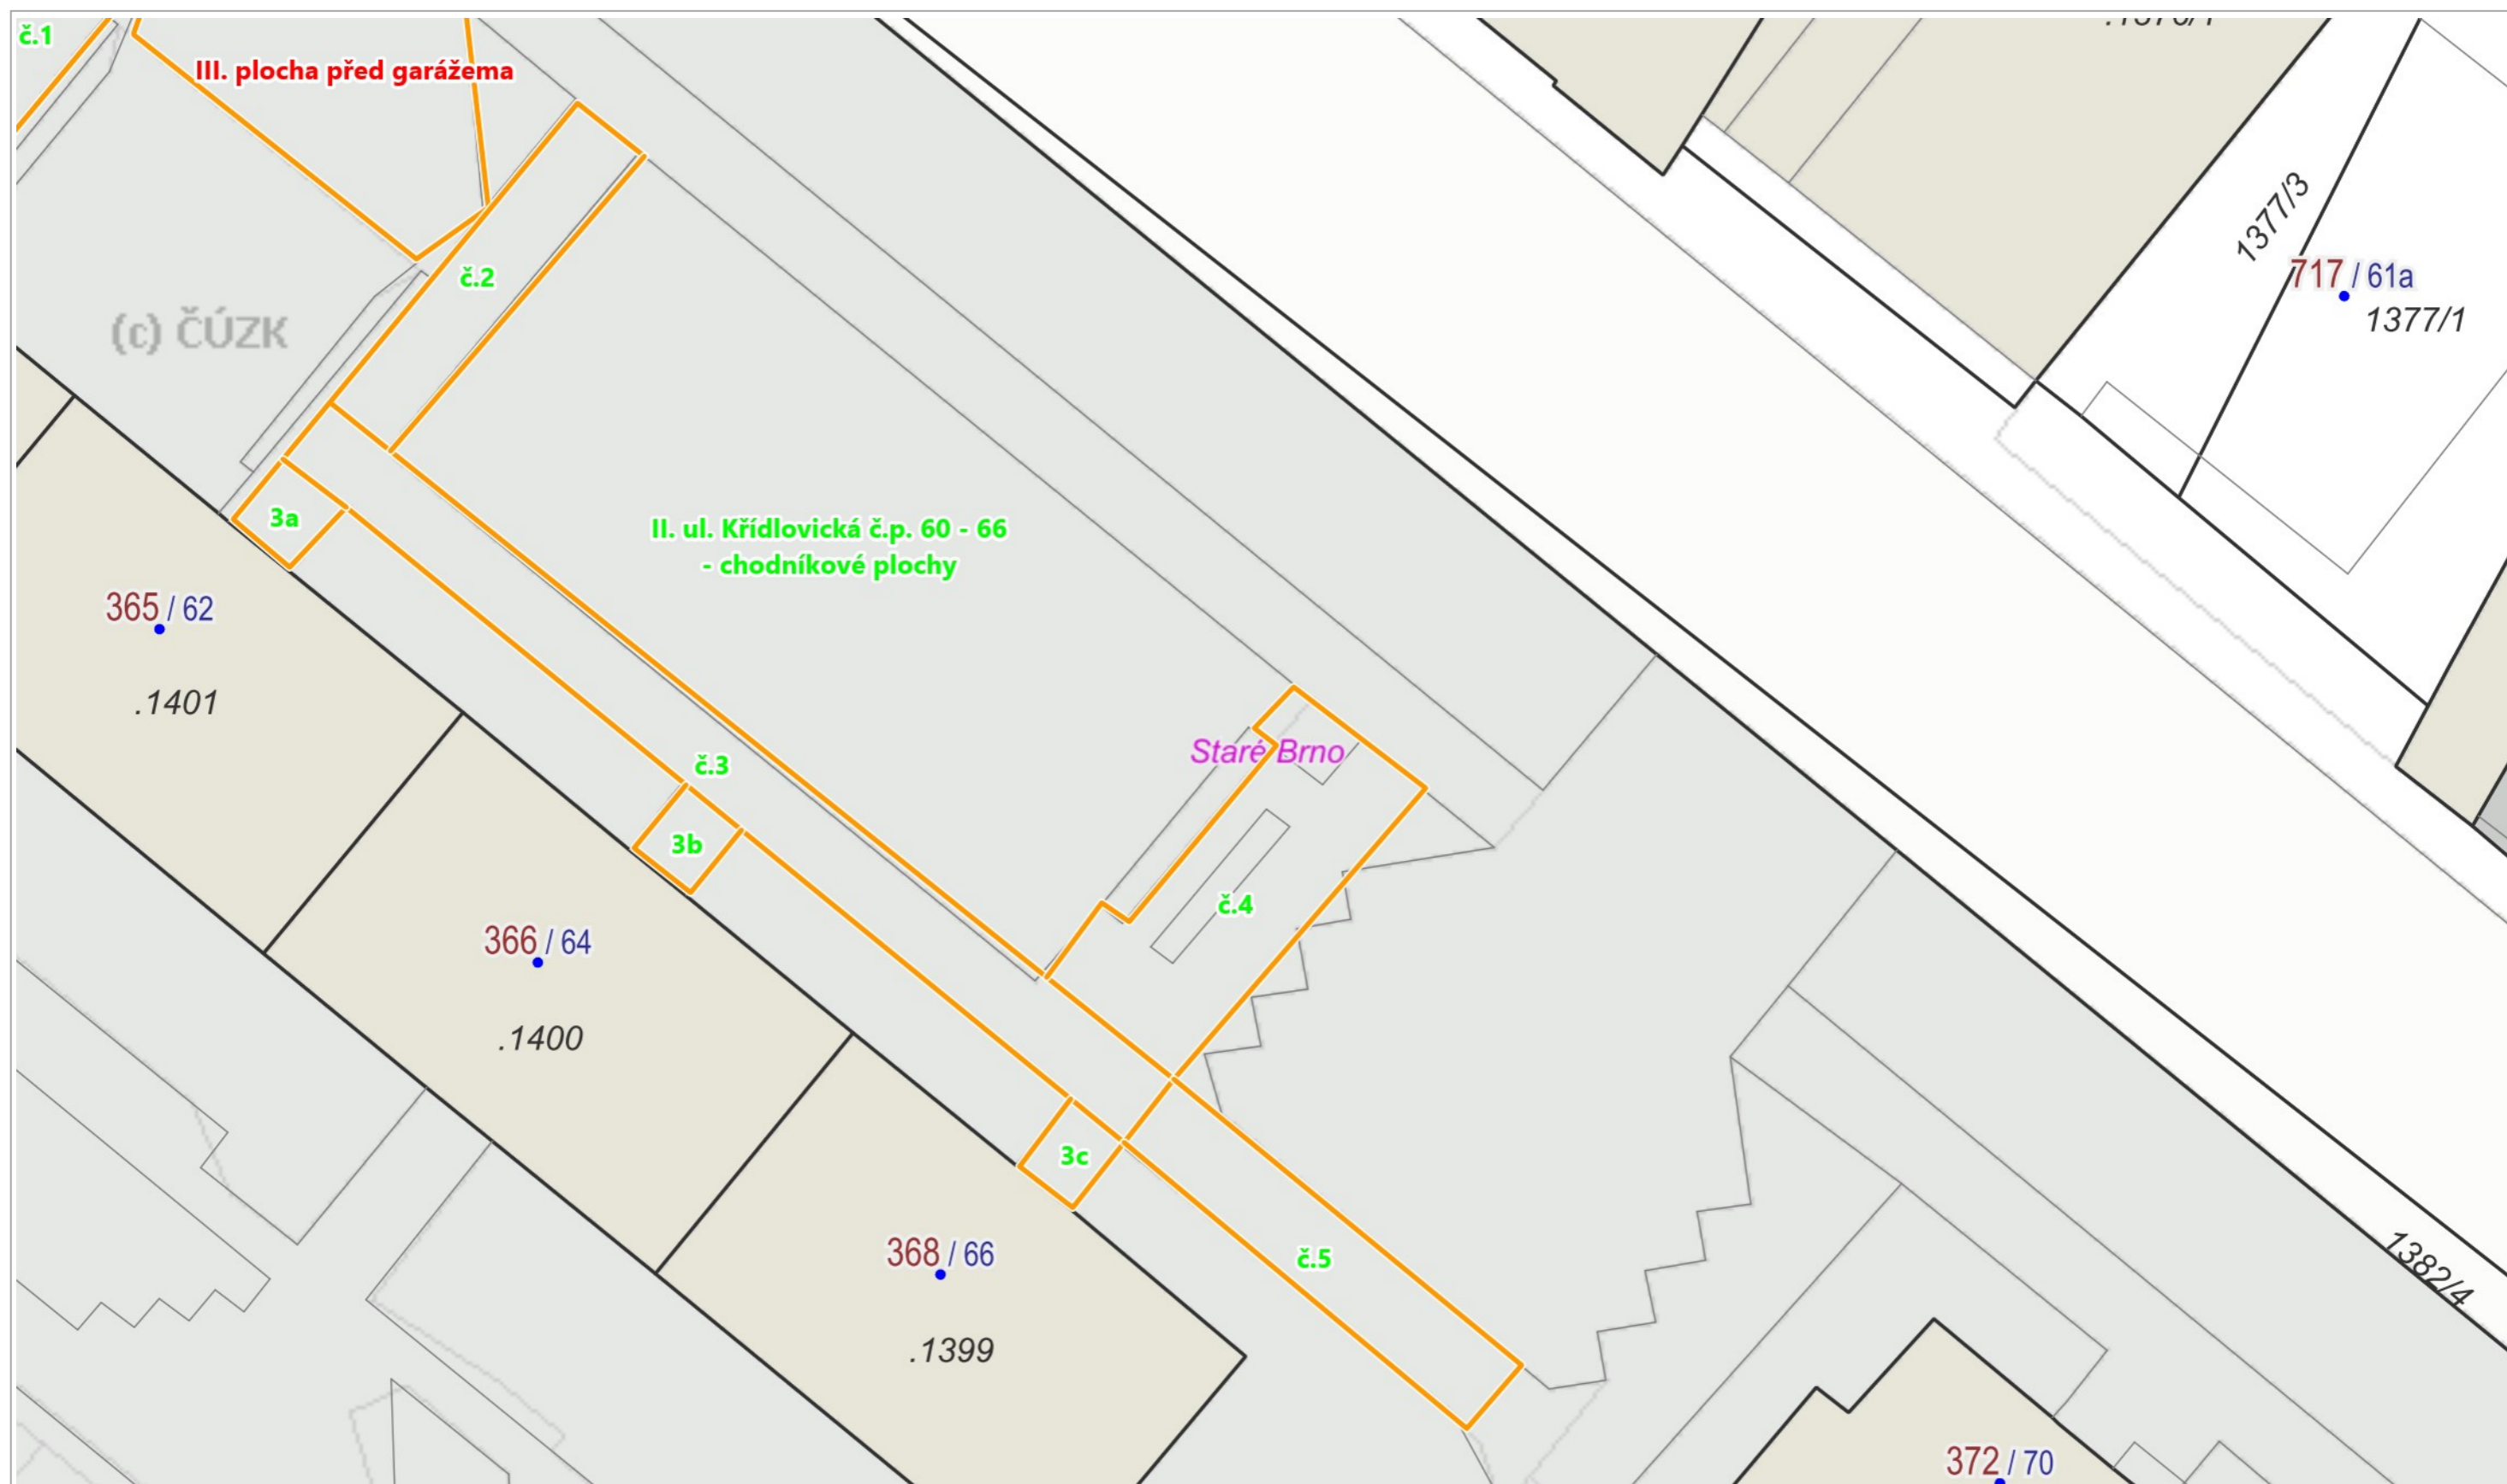 č.1
III. plocha před garážema
1377/3
č.2
717 / 61a
1377/1
(c) ČÚZK
3a
II. ul. Křídlovická č.p. 60 - 66
- chodníkové plochy
365 / 62
.1401
Staré Brno
č.3
3b
č.4
366 / 64
.1400
3c
368 / 66
č.5
1382/4
.1399
372 / 70